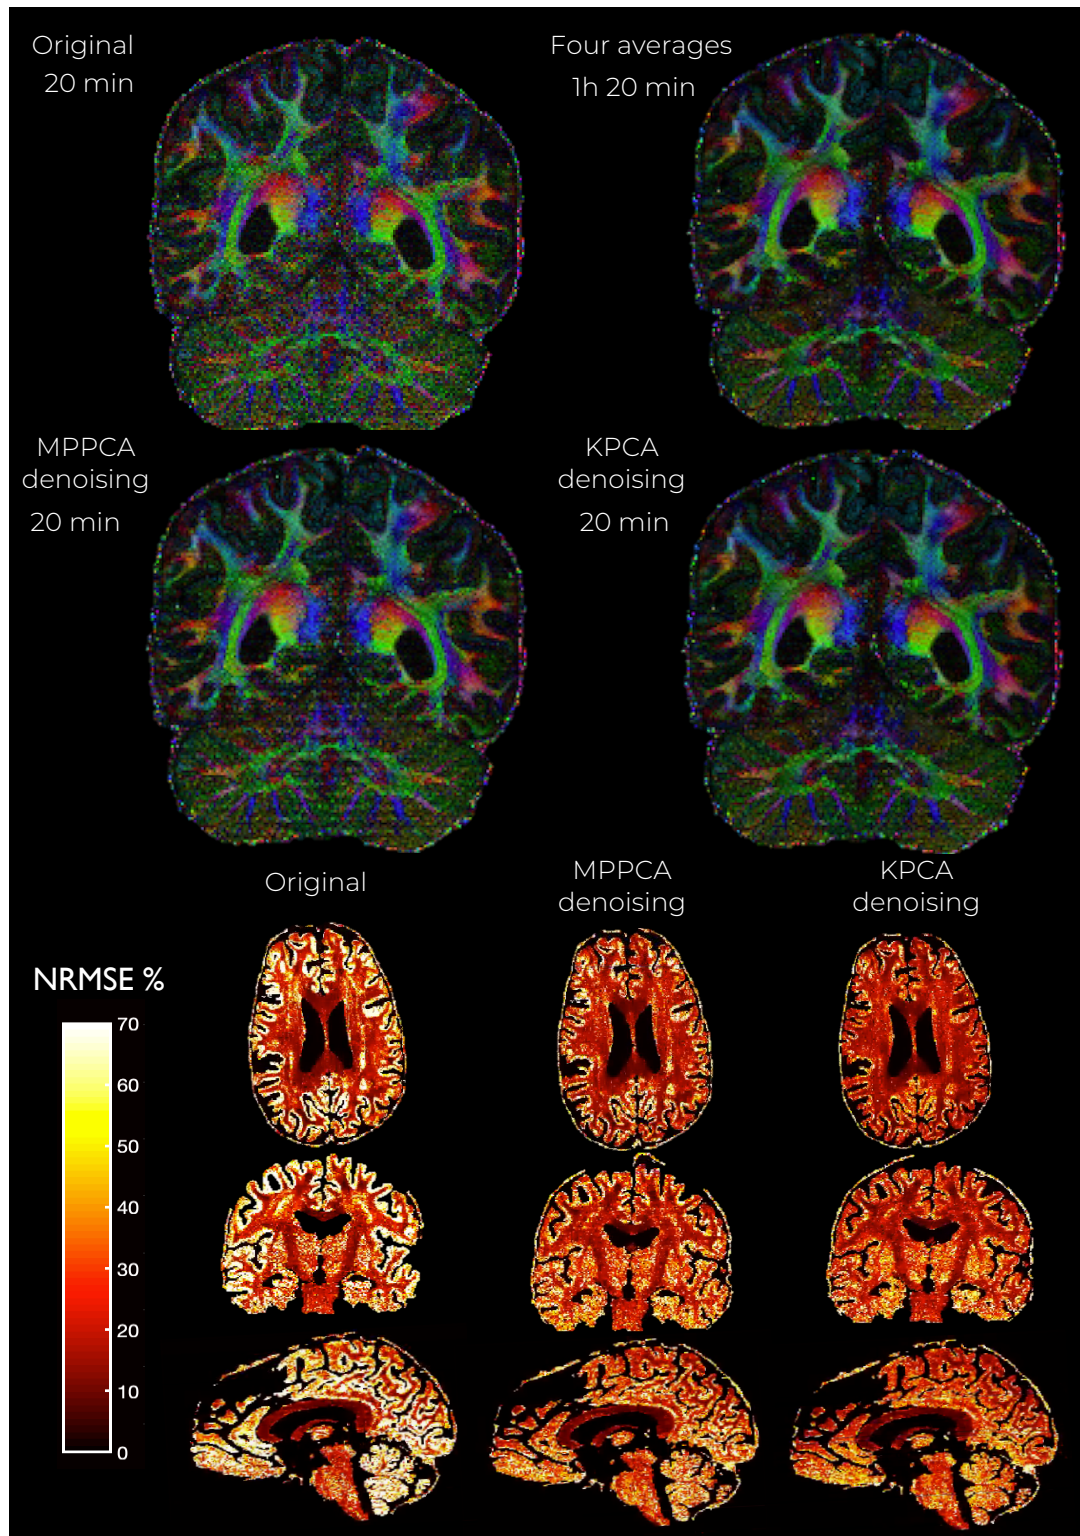 Original
20 min
Four averages
1h 20 min
MPPCA
denoising
20 min
KPCA
denoising
20 min
Original
MPPCA
denoising
KPCA
denoising
NRMSE %
70
60
50
40
30
20
10
0